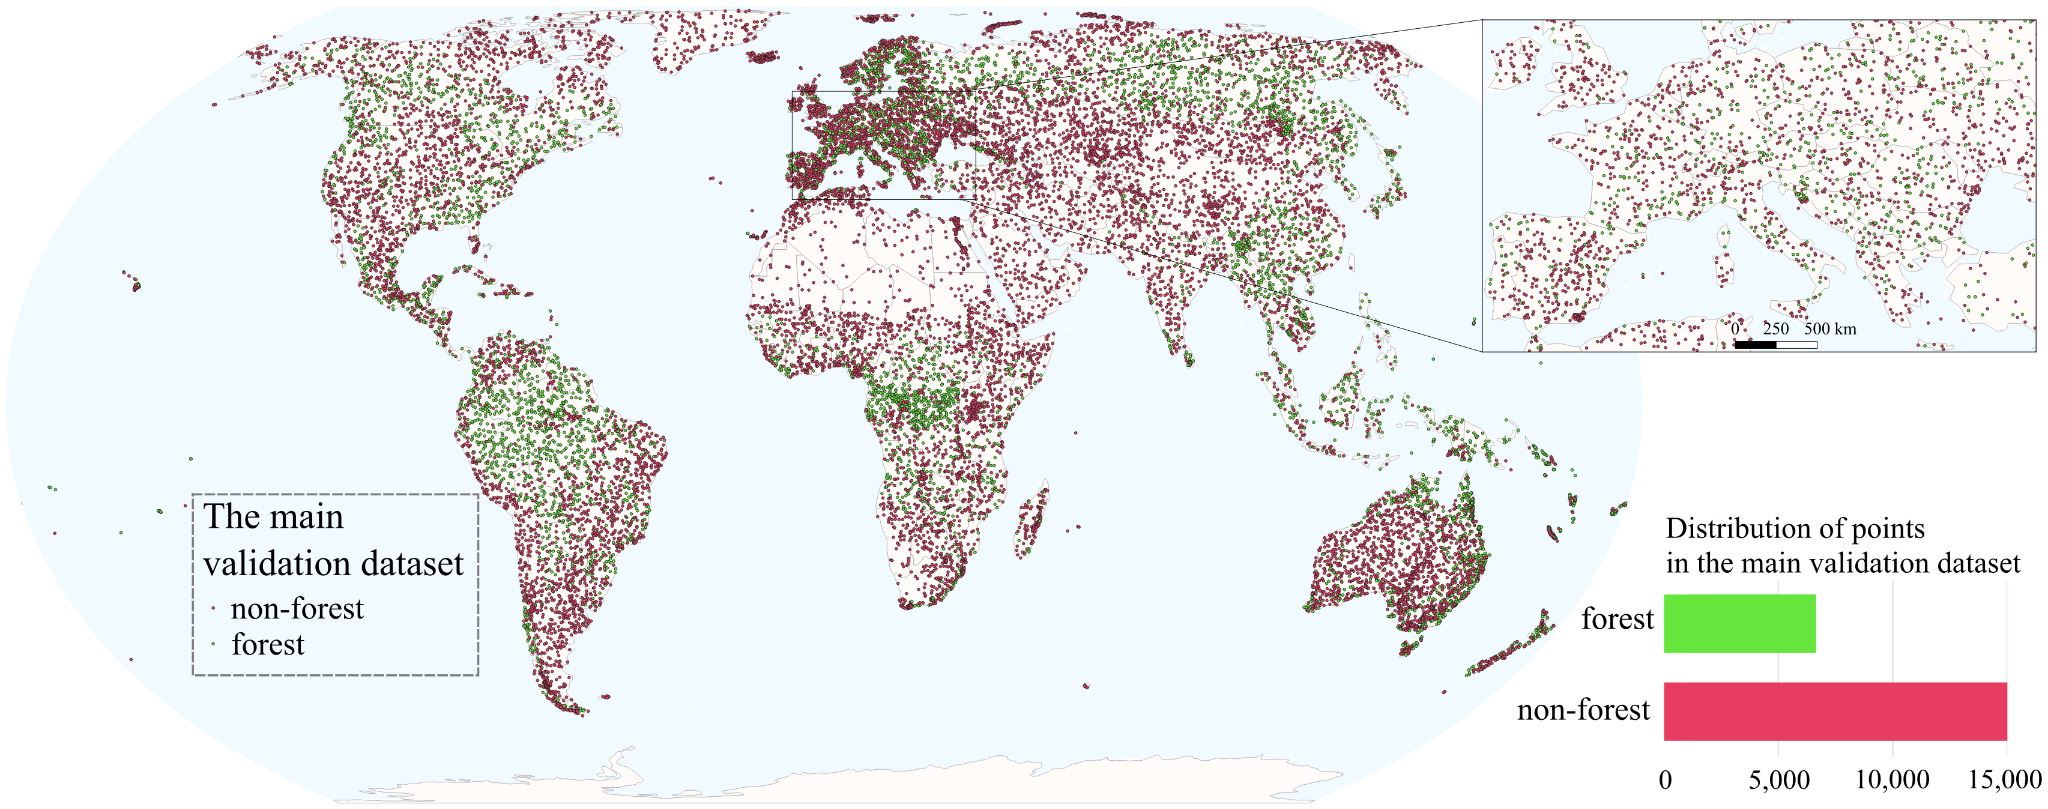 0 250 500 km
The main
validation dataset
non-forest
forest
Distribution of points
in the main validation dataset
forest
non-forest
0 5,000 10,000 15,000